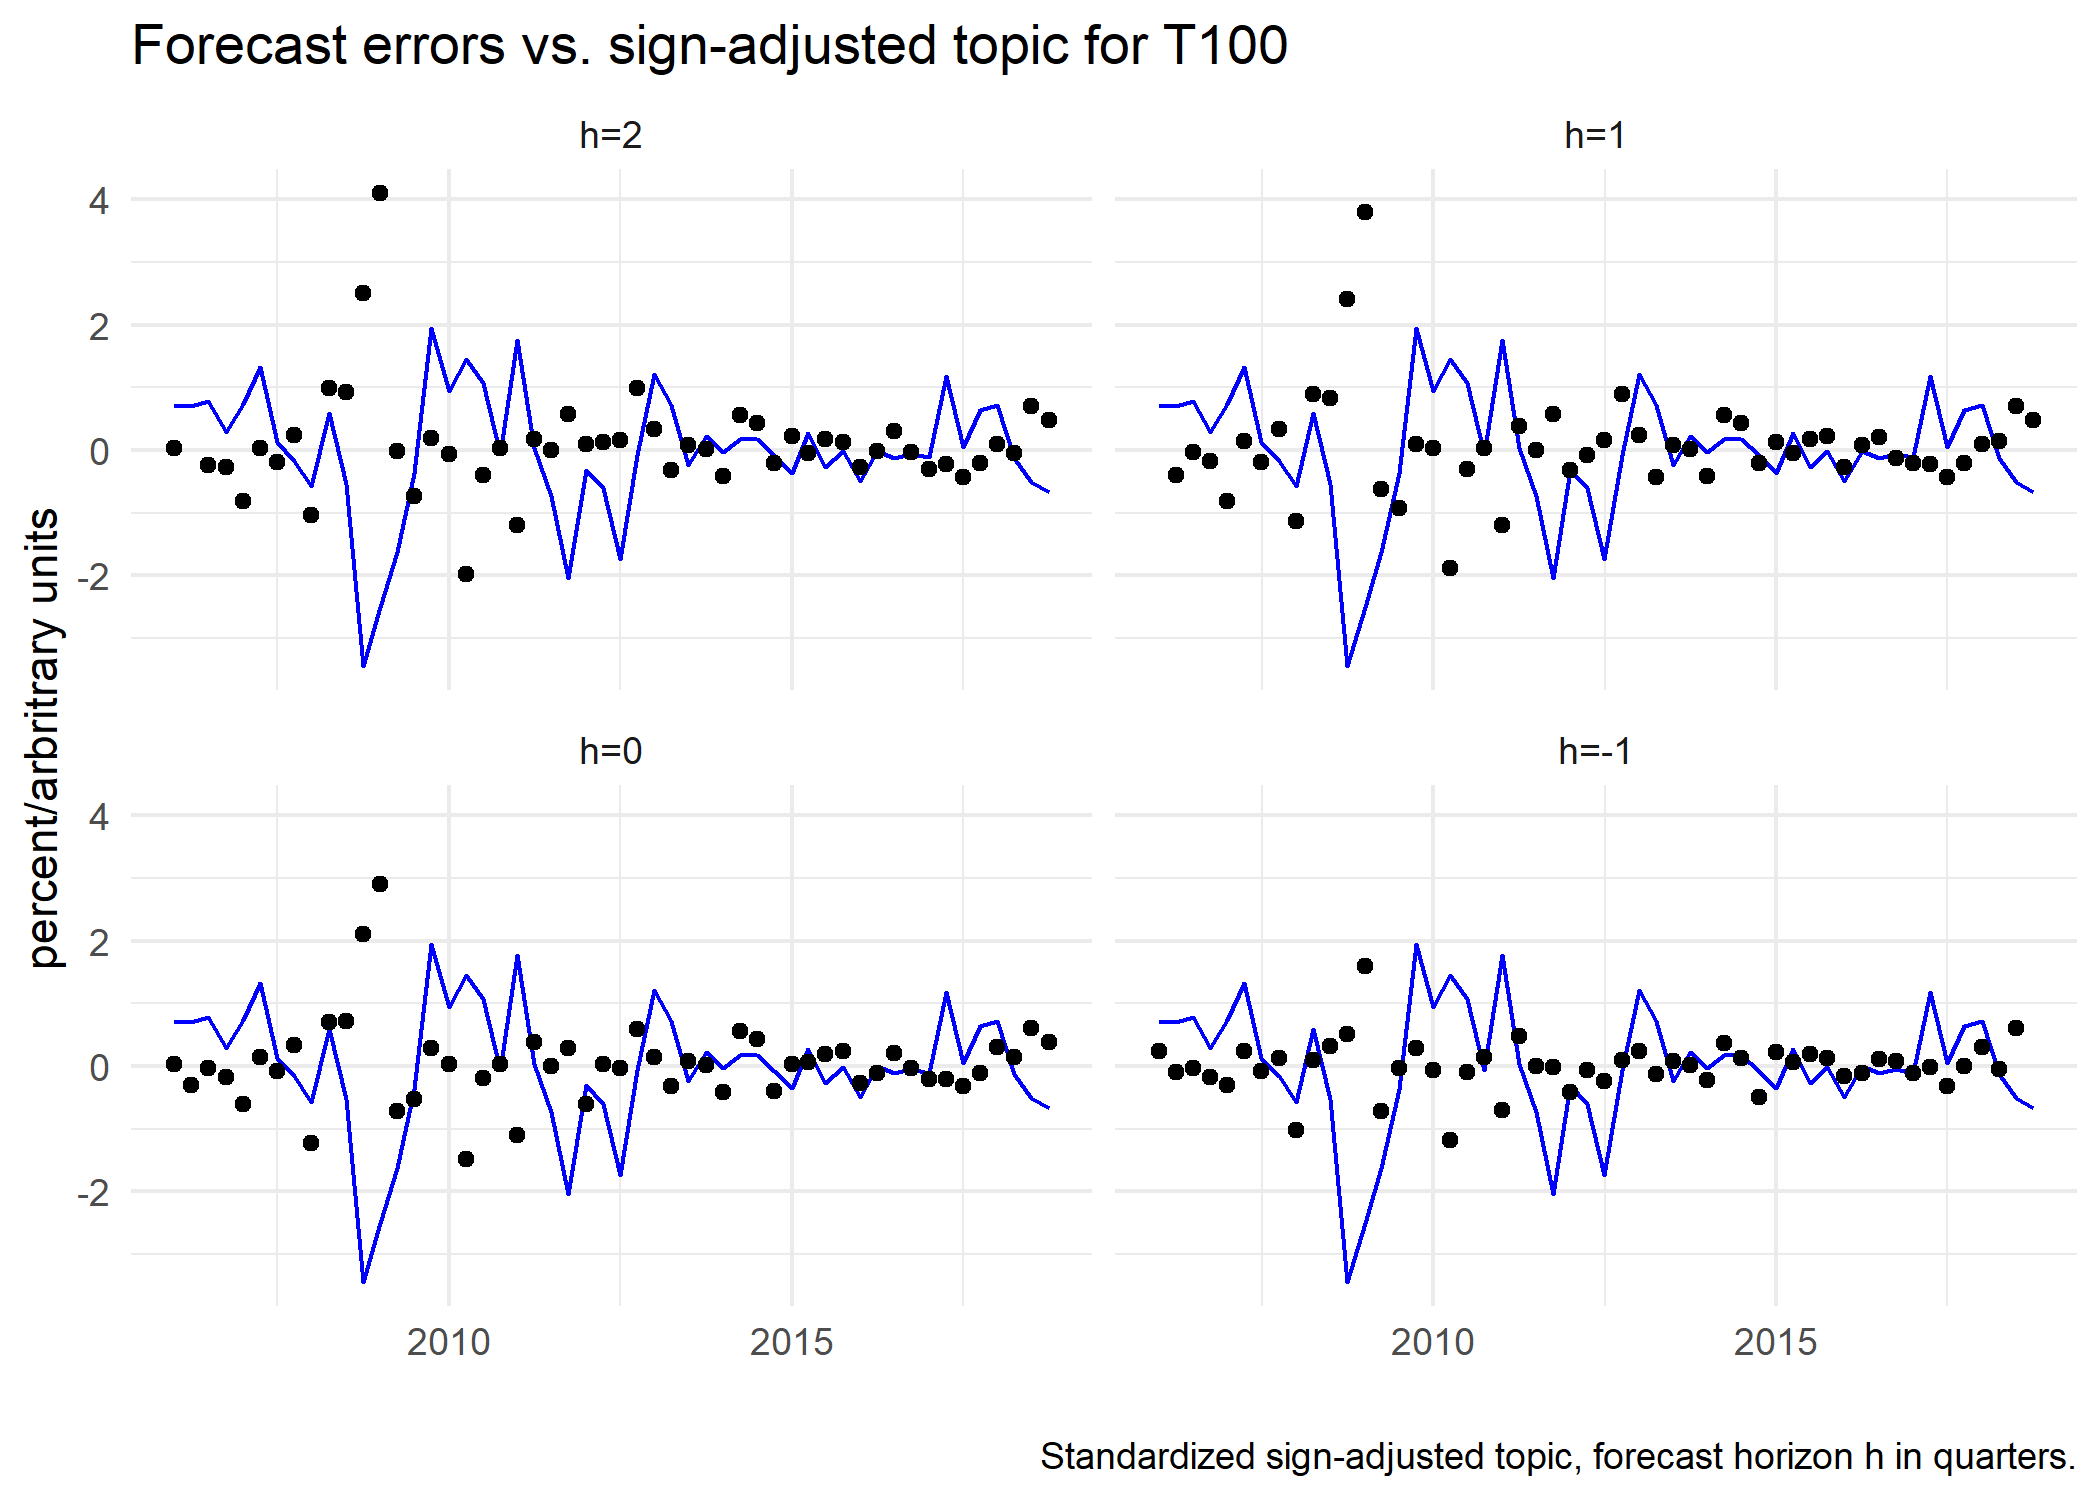 Forecast errors vs. sign-adjusted topic for T100
h=2
h=1
4
2
0
-2
h=0
h=-1
4
2
0
-2
percent/arbritrary units
2010
2015
2010
2015
Standardized sign-adjusted topic, forecast horizon h in quarters.